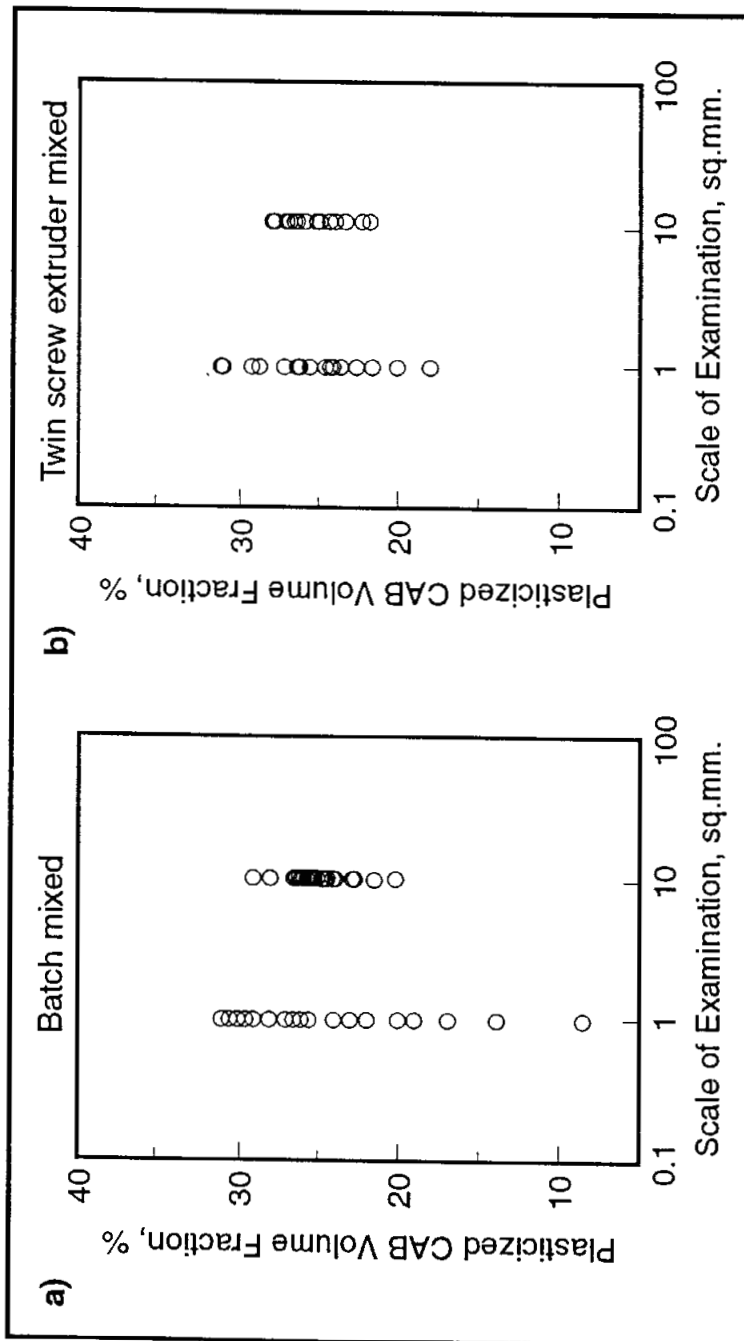 a)
Batch mixed
Plasticized CAB Volume Fraction, %
40
30
20
10
0.1
1
10
100
Scale of Examination, sq.mm.
b)
Twin screw extruder mixed
Plasticized CAB Volume Fraction, %
40
30
20
10
0.1
1
10
100
Scale of Examination, sq.mm.